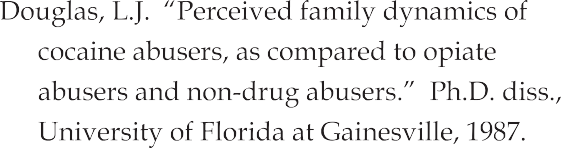 Douglas, L.J. “Perceived family dynamics of
cocaine abusers, as compared to opiate
abusers and non-drug abusers.” Ph.D. diss.,
University of Florida at Gainesville, 1987.